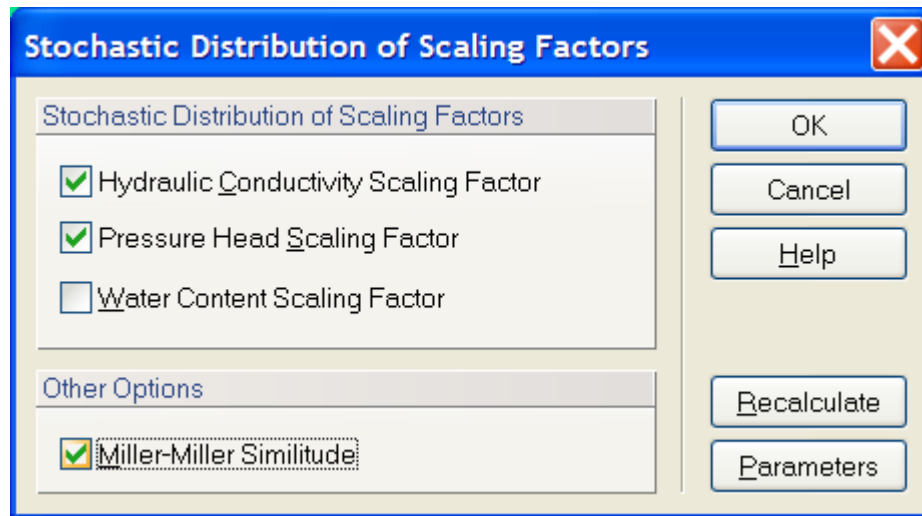 Stochastic Distribution of Scaling Factors
Stochastic Distribution of Scaling Factors
Hydraulic Conductivity Scaling Factor
Pressure Head Scaling Factor
Water Content Scaling Factor
Other Options
Miller-Miller Similitude
OK
Cancel
Help
Recalculate
Parameters